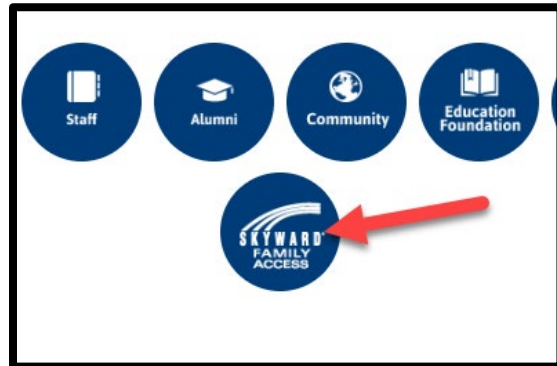 Staff
Alumni
Community
Education
Foundation
SKYWARD®
FAMILY
ACCESS